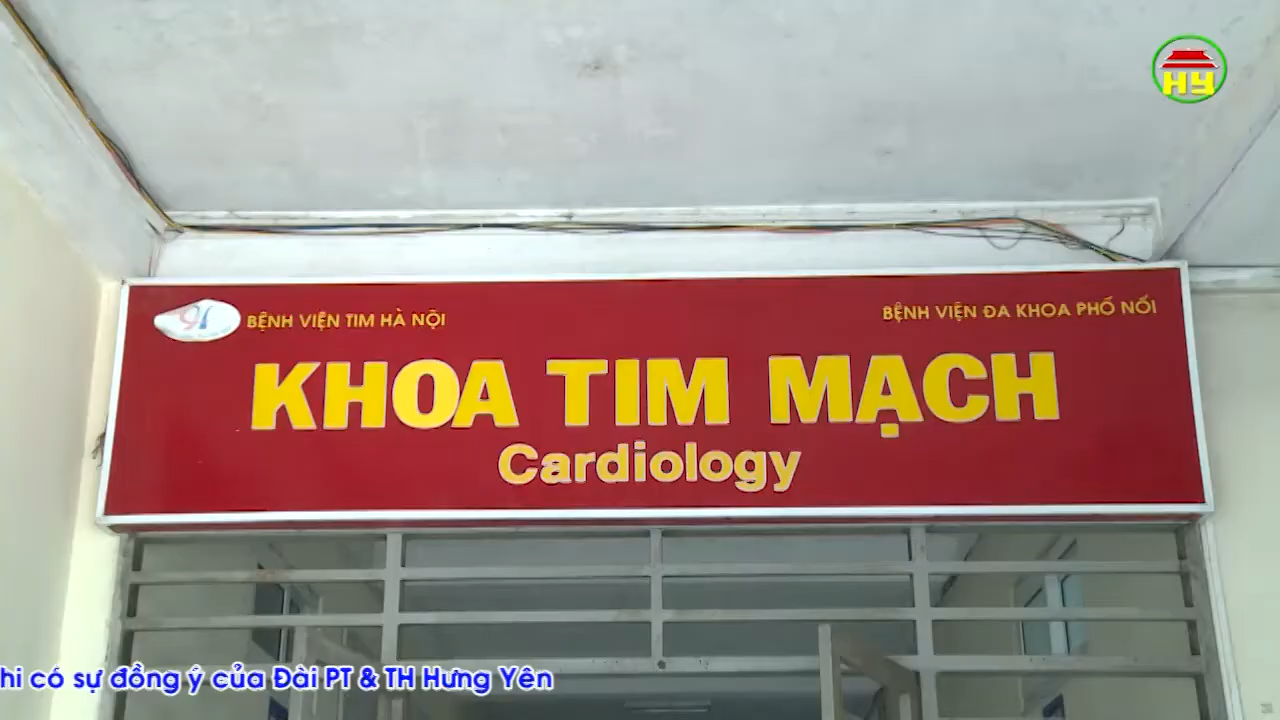 HY
BỆNH VIỆN TIM HÀ NỘI
BỆNH VIỆN ĐA KHOA PHỐ NỐI
KHOA TIM MẠCH
Cardiology
hi có sự đồng ý của Đài PT & TH Hưng Yên